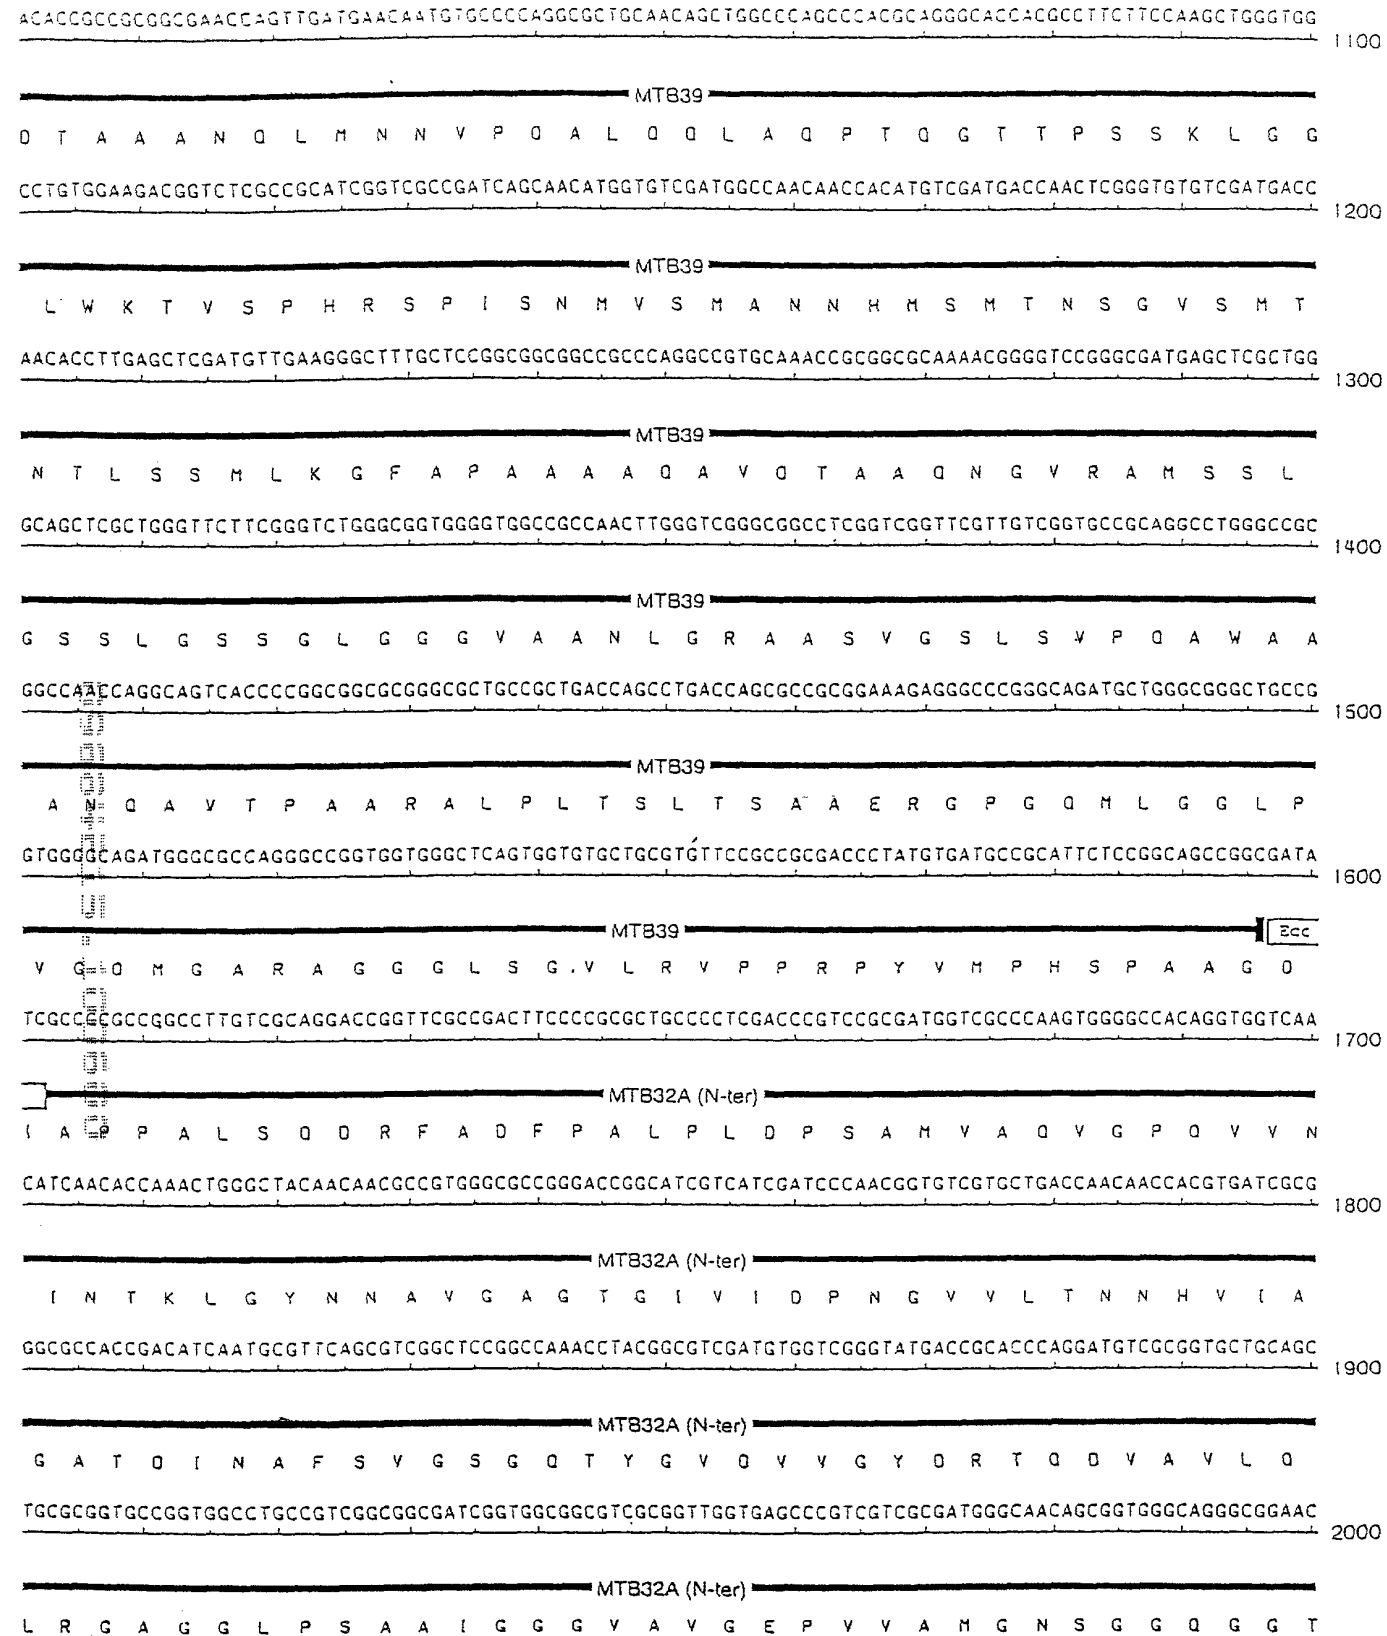 ACACCGCCGCGGCGAACCAGTTGATGAACAATGTGCCCCAGGCGCTGCAACAGCTGGCCCAGCCCACGCAGGGCACCACGCCTTCTTCCAAGCTGGGTGG
1100
MTB39
Q T A A A N Q L M N N V P Q A L Q Q L A Q P T Q G T T P S S K L G G
CCTGTGGAAGACGGTCTCGCCGCATCGGTCGCCGATCAGCAACATGGTGTCGATGGCCAACAACCACATGTCGATGACCAACTCGGGTGTGTCGATGACC
1200
MTB39
L W K T V S P H R S P I S N M V S M A N N H M S M T N S G V S M T
AACACCTTGAGCTCGATGTTGAAGGGCTTTGCTCCGGCGGCGGCCGCCCAGGCCGTGCAAACCGCGGCGCAAAACGGGGTCCGGGCGATGAGCTCGCTGG
1300
MTB39
N T L S S M L K G F A P A A A A Q A V Q T A A Q N G V R A M S S L
GCAGCTCGCTGGGTTCTTCGGGTCTGGGCGGTGGGGTGGCCGCCAACTTGGGTCGGGCGGCCTCGGTCGGTTCGTTGTCGGTGCCGCAGGCCTGGGCCGC
1400
MTB39
G S S L G S S G L G G G V A A N L G R A A S V G S L S V P Q A W A A
GGCCAACCAGGCAGTCACCCCGGCGGCGCGGGCGCTGCCGCTGACCAGCCTGACCAGCGCCGCGGAAAGAGGGCCCGGGCAGATGCTGGGCGGGCTGCCG
1500
MTB39
A N Q A V T P A A R A L P L T S L T S A A E R G P G Q M L G G L P
GTGGGGCAGATGGGCGCCAGGGCCGGTGGTGGGCTCAGTGGTGTGCTGCGTGTTCCGCCGCGACCCTATGTGATGCCGCATTCTCCGGCAGCCGGCGATA
1600
MTB39
Ecc
V G Q M G A R A G G G L S G V L R V P P R P Y V M P H S P A A G D
TCGCCCCGCCGGCCTTGTCGCAGGACCGGTTCGCCGACTTCCCCGCGCTGCCCCTCGACCCGTCCGCGATGGTCGCCCAAGTGGGGCCACAGGTGGTCAA
1700
MTB32A (N-ter)
I A P P A L S Q D R F A D F P A L P L D P S A M V A Q V G P Q V V N
CATCAACACCAAACTGGGCTACAACAACGCCGTGGGCGCCGGGACCGGCATCGTCATCGATCCCAACGGTGTCGTGCTGACCAACAACCACGTGATCGCG
1800
MTB32A (N-ter)
I N T K L G Y N N A V G A G T G I V I D P N G V V L T N N H V I A
GGCGCCACCGACATCAATGCGTTCAGCGTCGGCTCCGGCCAAACCTACGGCGTCGATGTGGTCGGGTATGACCGCACCCAGGATGTCGCGGTGCTGCAGC
1900
MTB32A (N-ter)
G A T D I N A F S V G S G Q T Y G V D V V G Y D R T Q D V A V L Q
TGCGCGGTGCCGGTGGCCTGCCGTCGGCGGCGATCGGTGGCGGCGTCGCGGTTGGTGAGCCCGTCGTCGCGATGGGCAACAGCGGTGGGCAGGGCGGAAC
2000
MTB32A (N-ter)
L R G A G G L P S A A I G G G V A V G E P V V A M G N S G G Q G G T